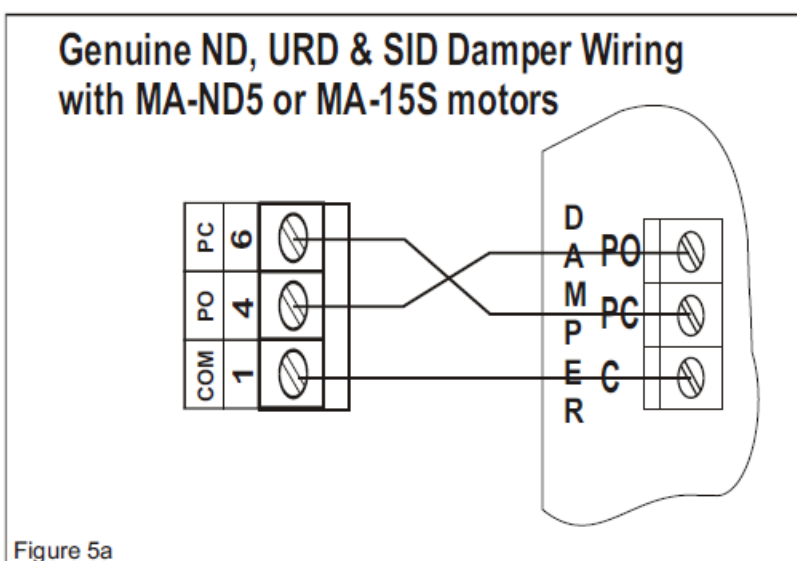 Genuine ND, URD & SID Damper Wiring
with MA-ND5 or MA-15S motors
PC 6
PO 4
COM 1
DAMPER
PO
PC
C
Figure 5a